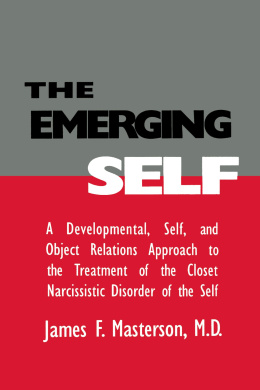 THE
EMERGING
SELF
A Developmental, Self, and
Object Relations Approach to
the Treatment of the Closet
Narcissistic Disorder of the Self
James F. Masterson, M.D.